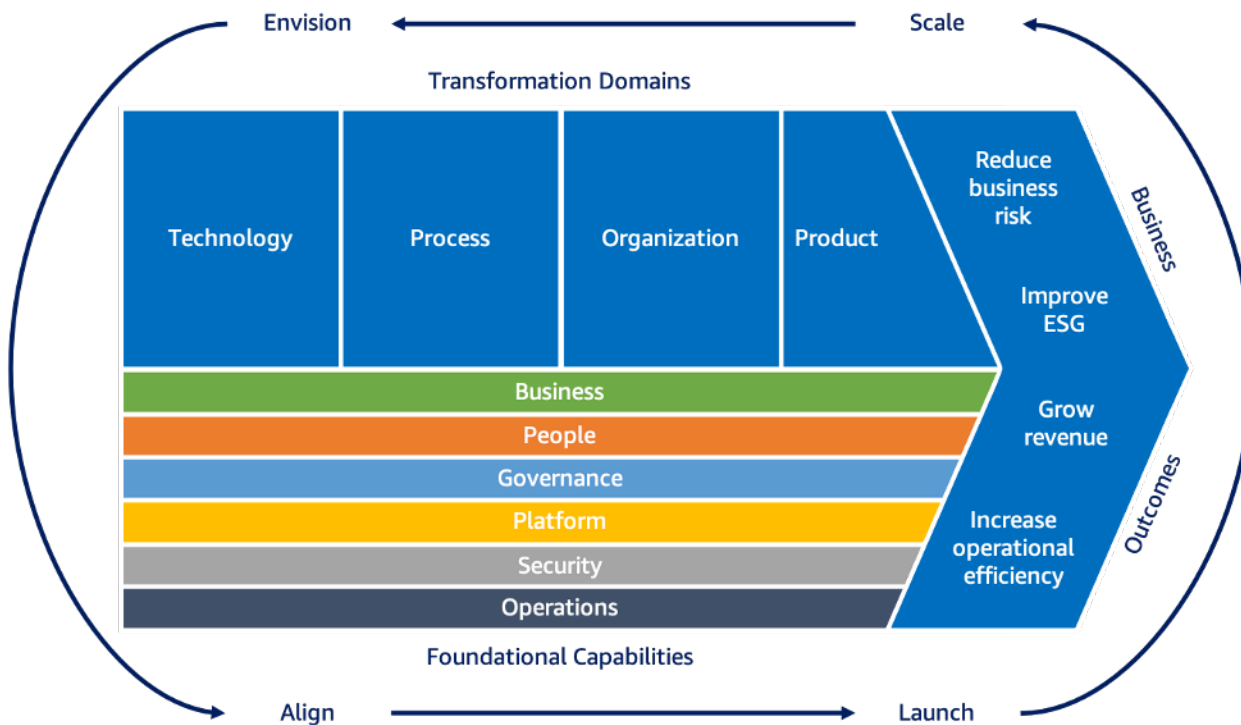 Envision
Scale
Transformation Domains
Technology
Process
Organization
Product
Reduce
business
risk
Improve
ESG
Grow
revenue
Increase
operational
efficiency
Business
Outcomes
Business
People
Governance
Platform
Security
Operations
Foundational Capabilities
Align
Launch